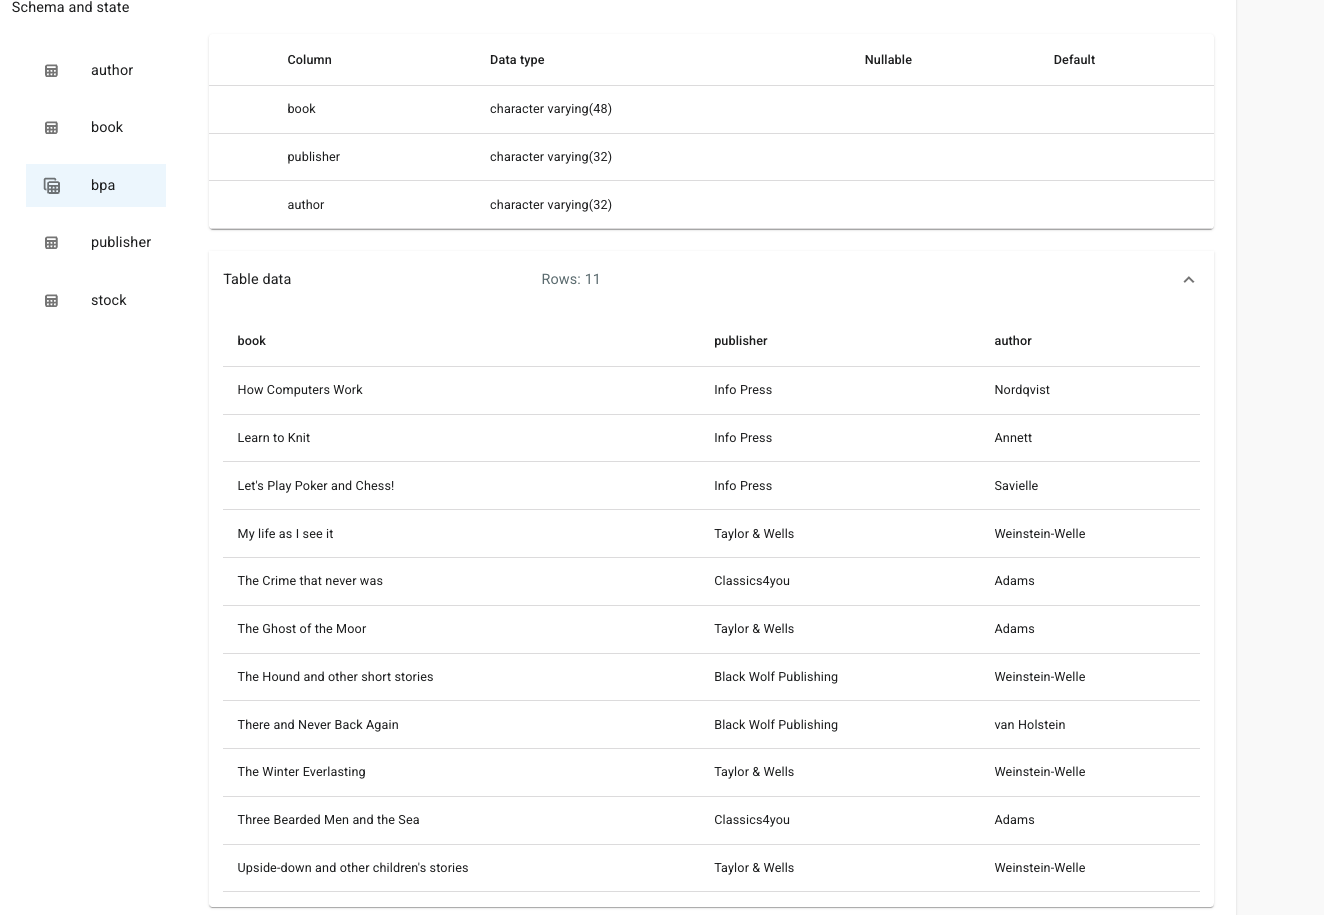 Schema and state
author
book
bpa
publisher
stock
Column Data type Nullable Default
book character varying(48)
publisher character varying(32)
author character varying(32)
Table data Rows: 11
book publisher author
How Computers Work Info Press Nordqvist
Learn to Knit Info Press Annett
Let's Play Poker and Chess! Info Press Savielle
My life as I see it Taylor & Wells Weinstein-Welle
The Crime that never was Classics4you Adams
The Ghost of the Moor Taylor & Wells Adams
The Hound and other short stories Black Wolf Publishing Weinstein-Welle
There and Never Back Again Black Wolf Publishing van Holstein
The Winter Everlasting Taylor & Wells Weinstein-Welle
Three Bearded Men and the Sea Classics4you Adams
Upside-down and other children's stories Taylor & Wells Weinstein-Welle